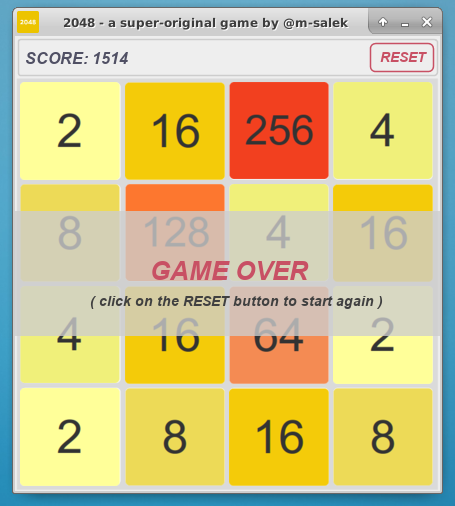 2048 2048 - a super-original game by @m-salek
SCORE: 1514 RESET
2 16 256 4
8 128 4 16
GAME OVER
( click on the RESET button to start again )
4 16 64 2
2 8 16 8